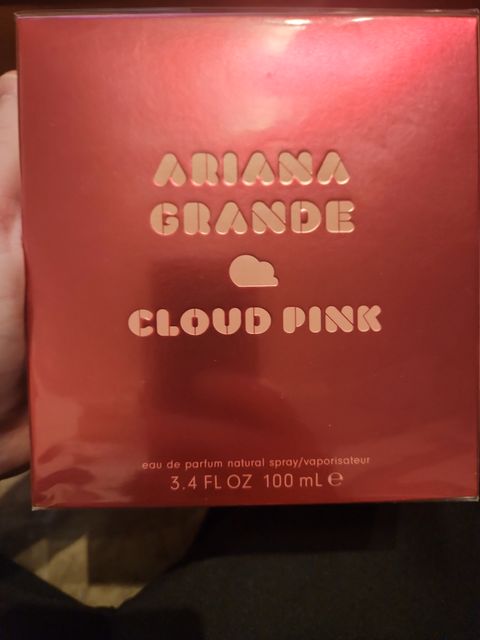 ARIANA
GRANDE
CLOUD PINK
eau de parfum natural spray/vaporisateur
3.4 FL OZ 100 mL ℮